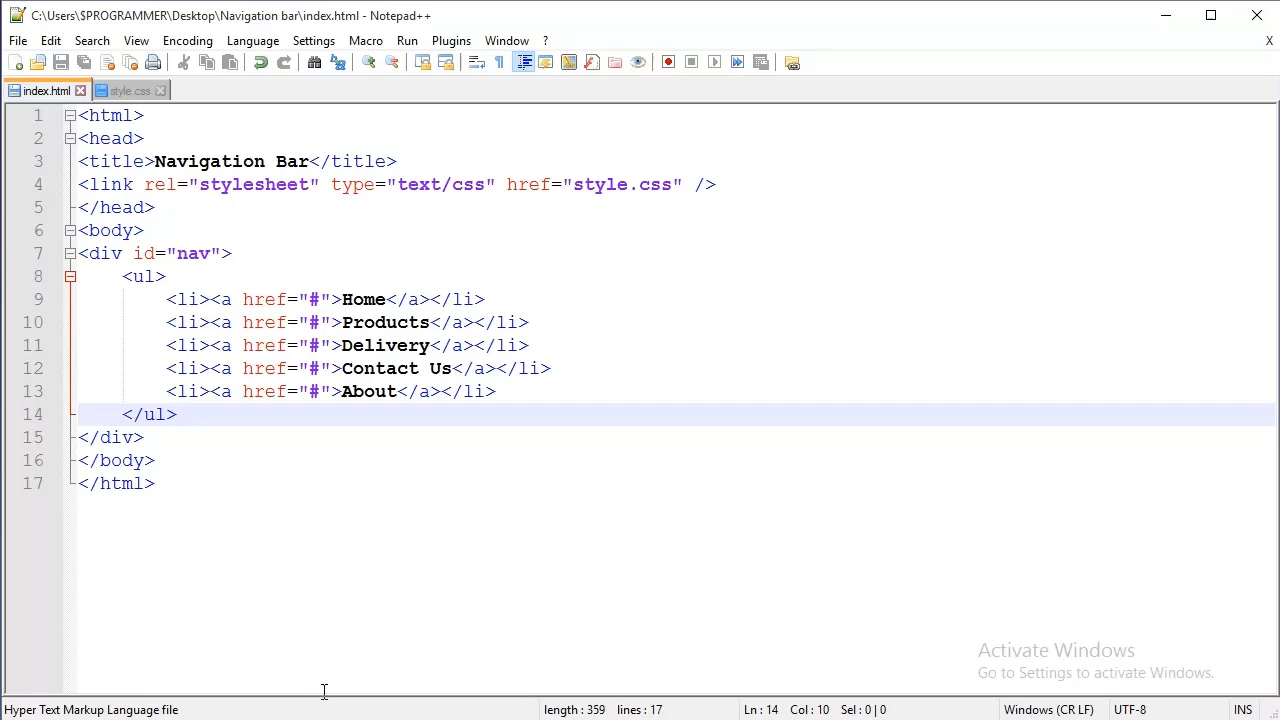 C:\Users\$PROGRAMMER\Desktop\Navigation bar\index.html - Notepad++
File Edit Search View Encoding Language Settings Macro Run Plugins Window ? X
index.html style.css
1 <html>
2 <head>
3 <title>Navigation Bar</title>
4 <link rel="stylesheet" type="text/css" href="style.css" />
5 </head>
6 <body>
7 <div id="nav">
8 <ul>
9 <li><a href="#">Home</a></li>
10 <li><a href="#">Products</a></li>
11 <li><a href="#">Delivery</a></li>
12 <li><a href="#">Contact Us</a></li>
13 <li><a href="#">About</a></li>
14 </ul>
15 </div>
16 </body>
17 </html>
Activate Windows
Go to Settings to activate Windows.
Hyper Text Markup Language file length : 359 lines : 17 Ln : 14 Col : 10 Sel : 0 | 0 Windows (CR LF) UTF-8 INS